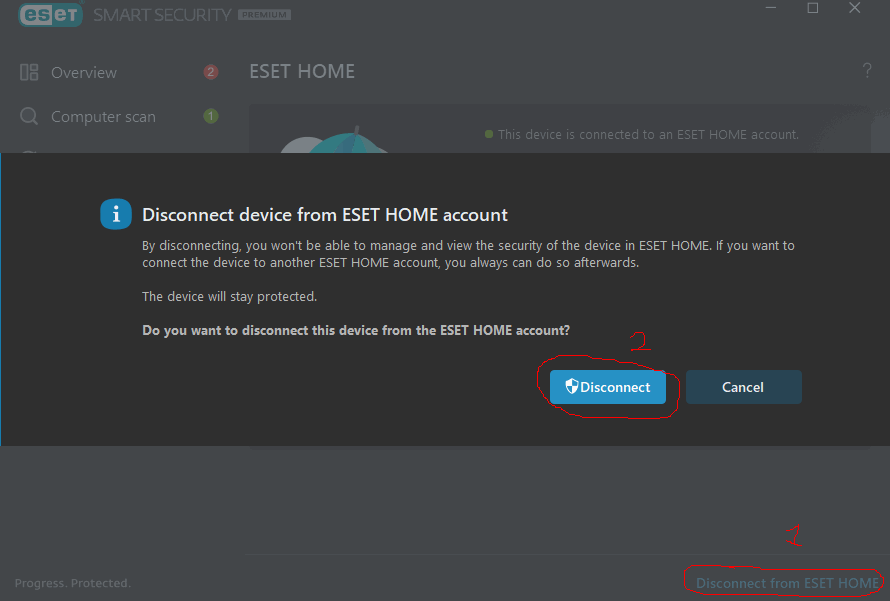 eset SMART SECURITY PREMIUM
Overview 2
ESET HOME
?
Computer scan 1
This device is connected to an ESET HOME account.
i Disconnect device from ESET HOME account
By disconnecting, you won't be able to manage and view the security of the device in ESET HOME. If you want to
connect the device to another ESET HOME account, you always can do so afterwards.
The device will stay protected.
Do you want to disconnect this device from the ESET HOME account?
2
Disconnect
Cancel
1
Progress. Protected.
Disconnect from ESET HOME